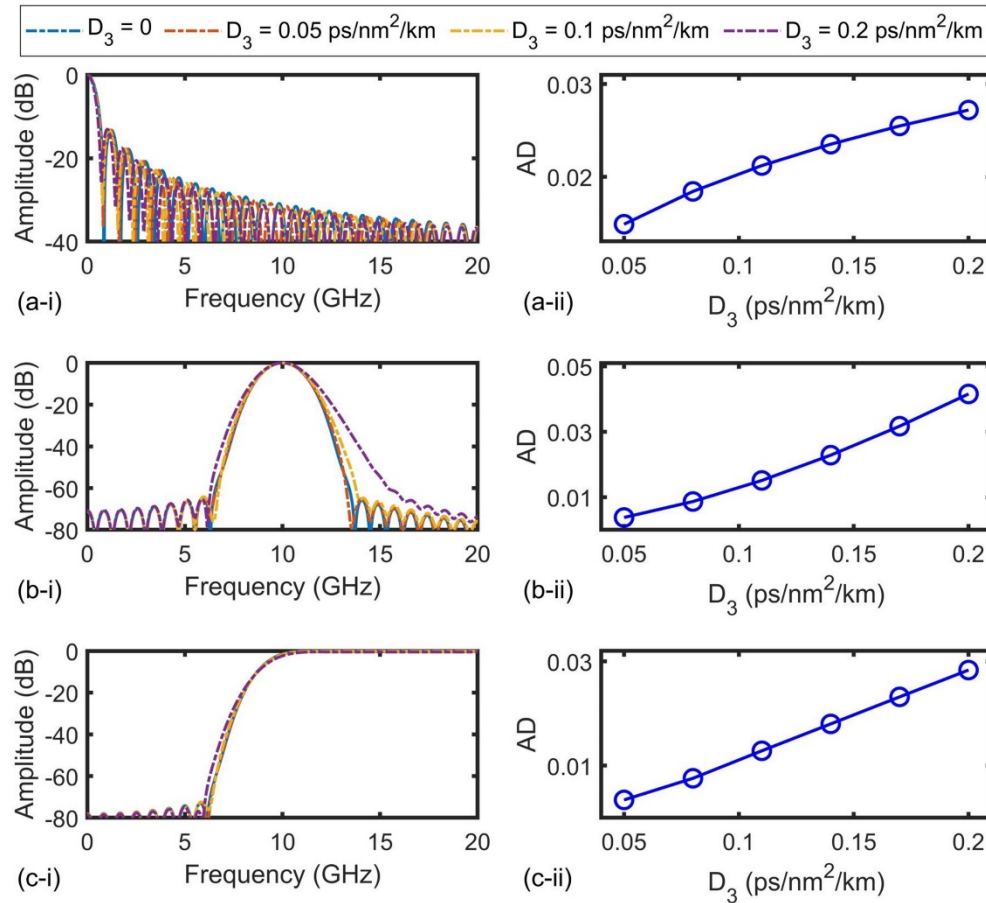 D₃ = 0 D₃ = 0.05 ps/nm²/km D₃ = 0.1 ps/nm²/km D₃ = 0.2 ps/nm²/km
Amplitude (dB)
0
-20
-40
0 5 10 15 20
Frequency (GHz)
(a-i)
AD
0.03
0.02
0.05 0.1 0.15 0.2
D₃ (ps/nm²/km)
(a-ii)
Amplitude (dB)
0
-20
-40
-60
-80
0 5 10 15 20
Frequency (GHz)
(b-i)
AD
0.05
0.03
0.01
0.05 0.1 0.15 0.2
D₃ (ps/nm²/km)
(b-ii)
Amplitude (dB)
0
-20
-40
-60
-80
0 5 10 15 20
Frequency (GHz)
(c-i)
AD
0.03
0.01
0.05 0.1 0.15 0.2
D₃ (ps/nm²/km)
(c-ii)